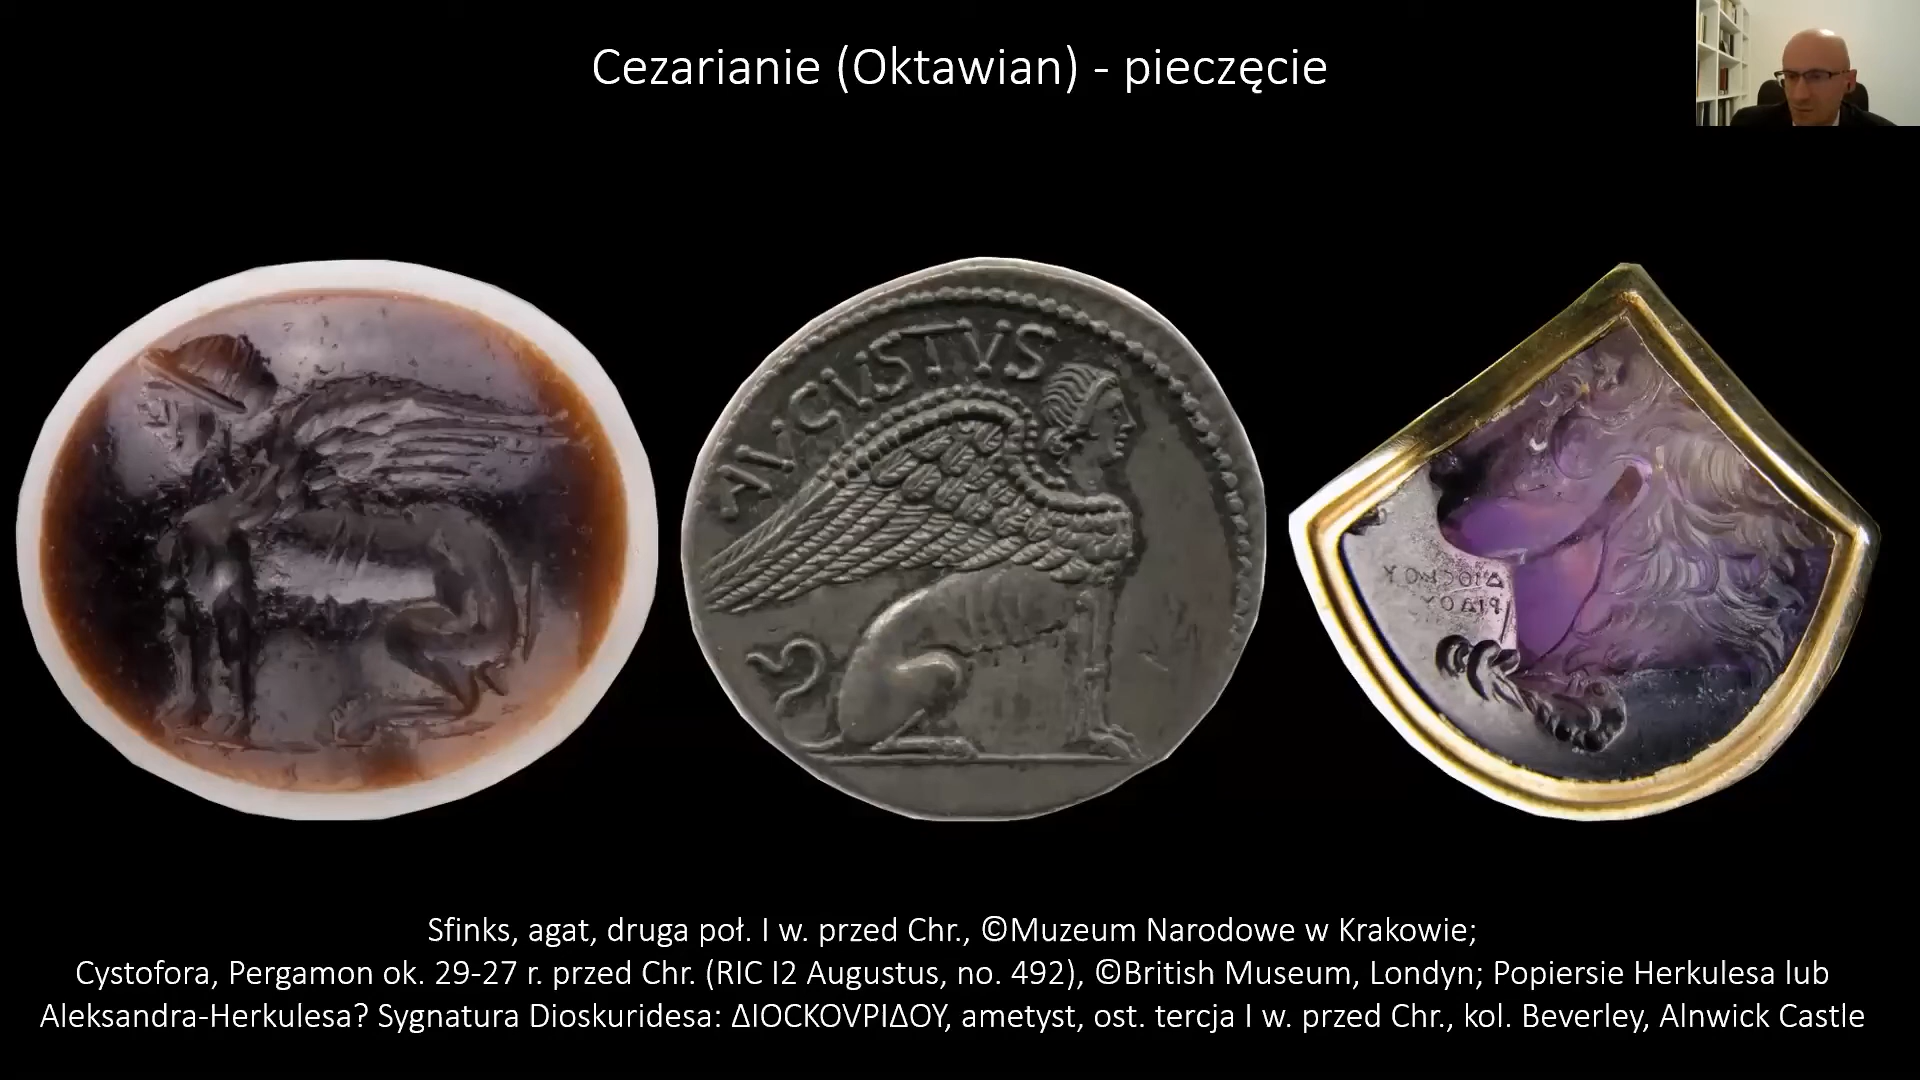 Cezarianie (Oktawian) - pieczęcie
AVGVSTVS
ΔΙΟCΚΟΥ
ΡΙΔΟΥ
Sfinks, agat, druga poł. I w. przed Chr., ©Muzeum Narodowe w Krakowie;
Cystofora, Pergamon ok. 29-27 r. przed Chr. (RIC I2 Augustus, no. 492), ©British Museum, Londyn; Popiersie Herkulesa lub
Aleksandra-Herkulesa? Sygnatura Dioskuridesa: ΔΙΟCΚΟVΡΙΔΟΥ, ametyst, ost. tercja I w. przed Chr., kol. Beverley, Alnwick Castle